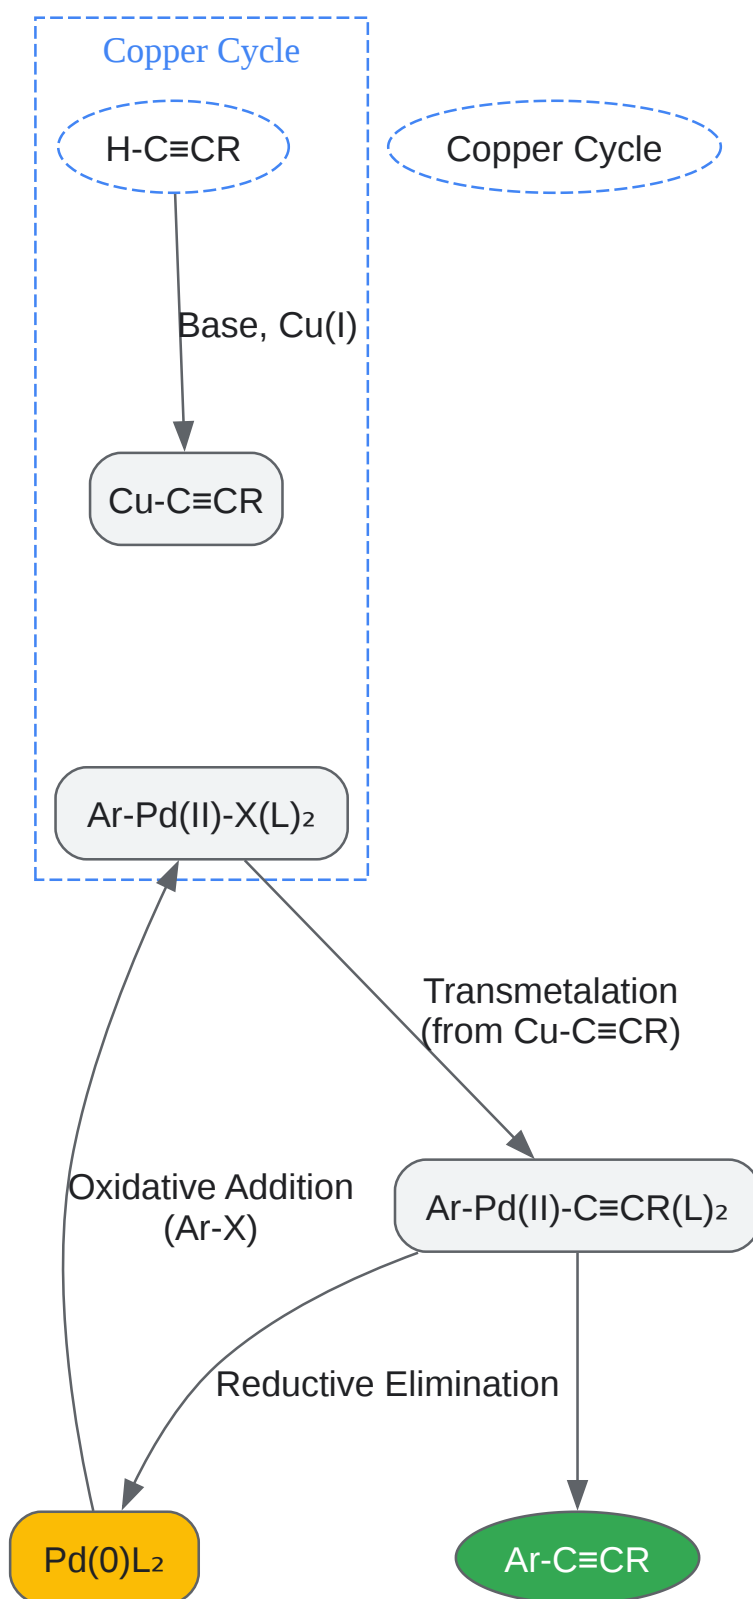 Copper Cycle
H-C≡CR
Copper Cycle
Base, Cu(I)
Cu-C≡CR
Ar-Pd(II)-X(L)₂
Transmetalation
(from Cu-C≡CR)
Oxidative Addition
(Ar-X)
Ar-Pd(II)-C≡CR(L)₂
Reductive Elimination
Pd(0)L₂
Ar-C≡CR